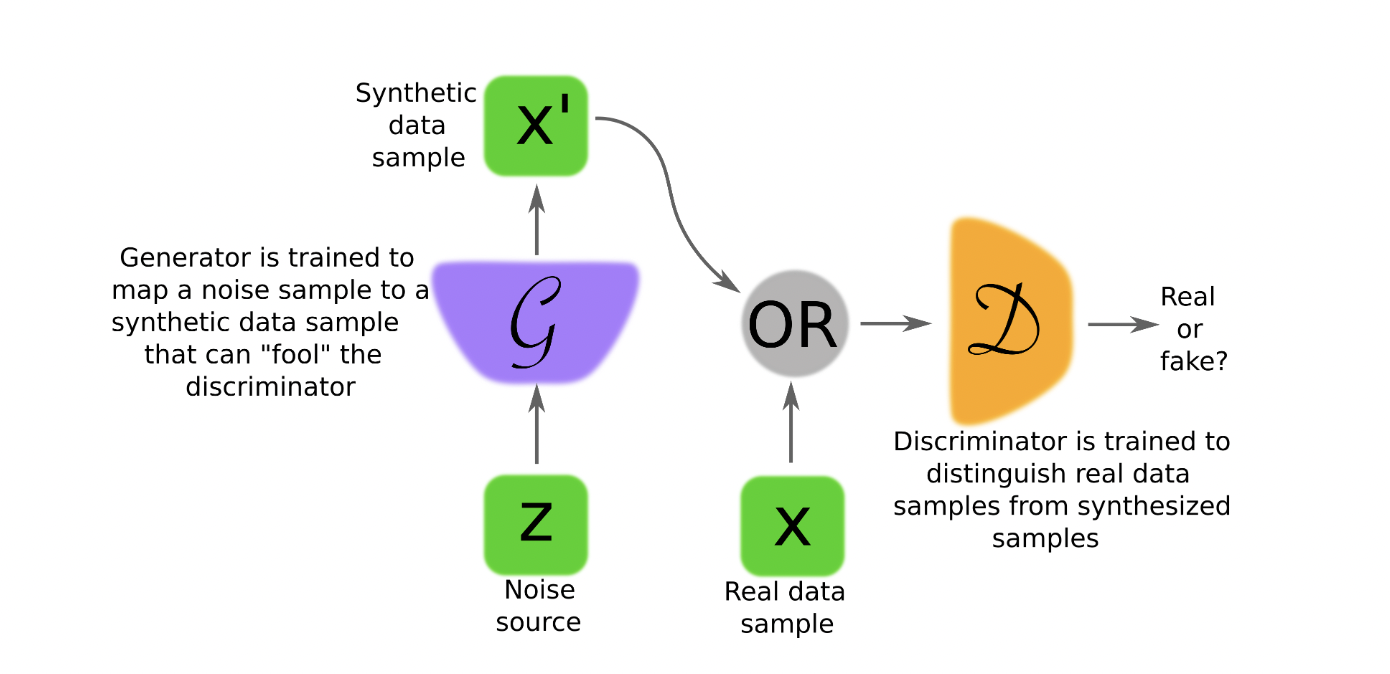 Synthetic
data
sample
x'
Generator is trained to
map a noise sample to a
synthetic data sample
that can "fool" the
discriminator
𝒢
OR
𝒟
Real
or
fake?
Discriminator is trained to
distinguish real data
samples from synthesized
samples
z
Noise
source
x
Real data
sample